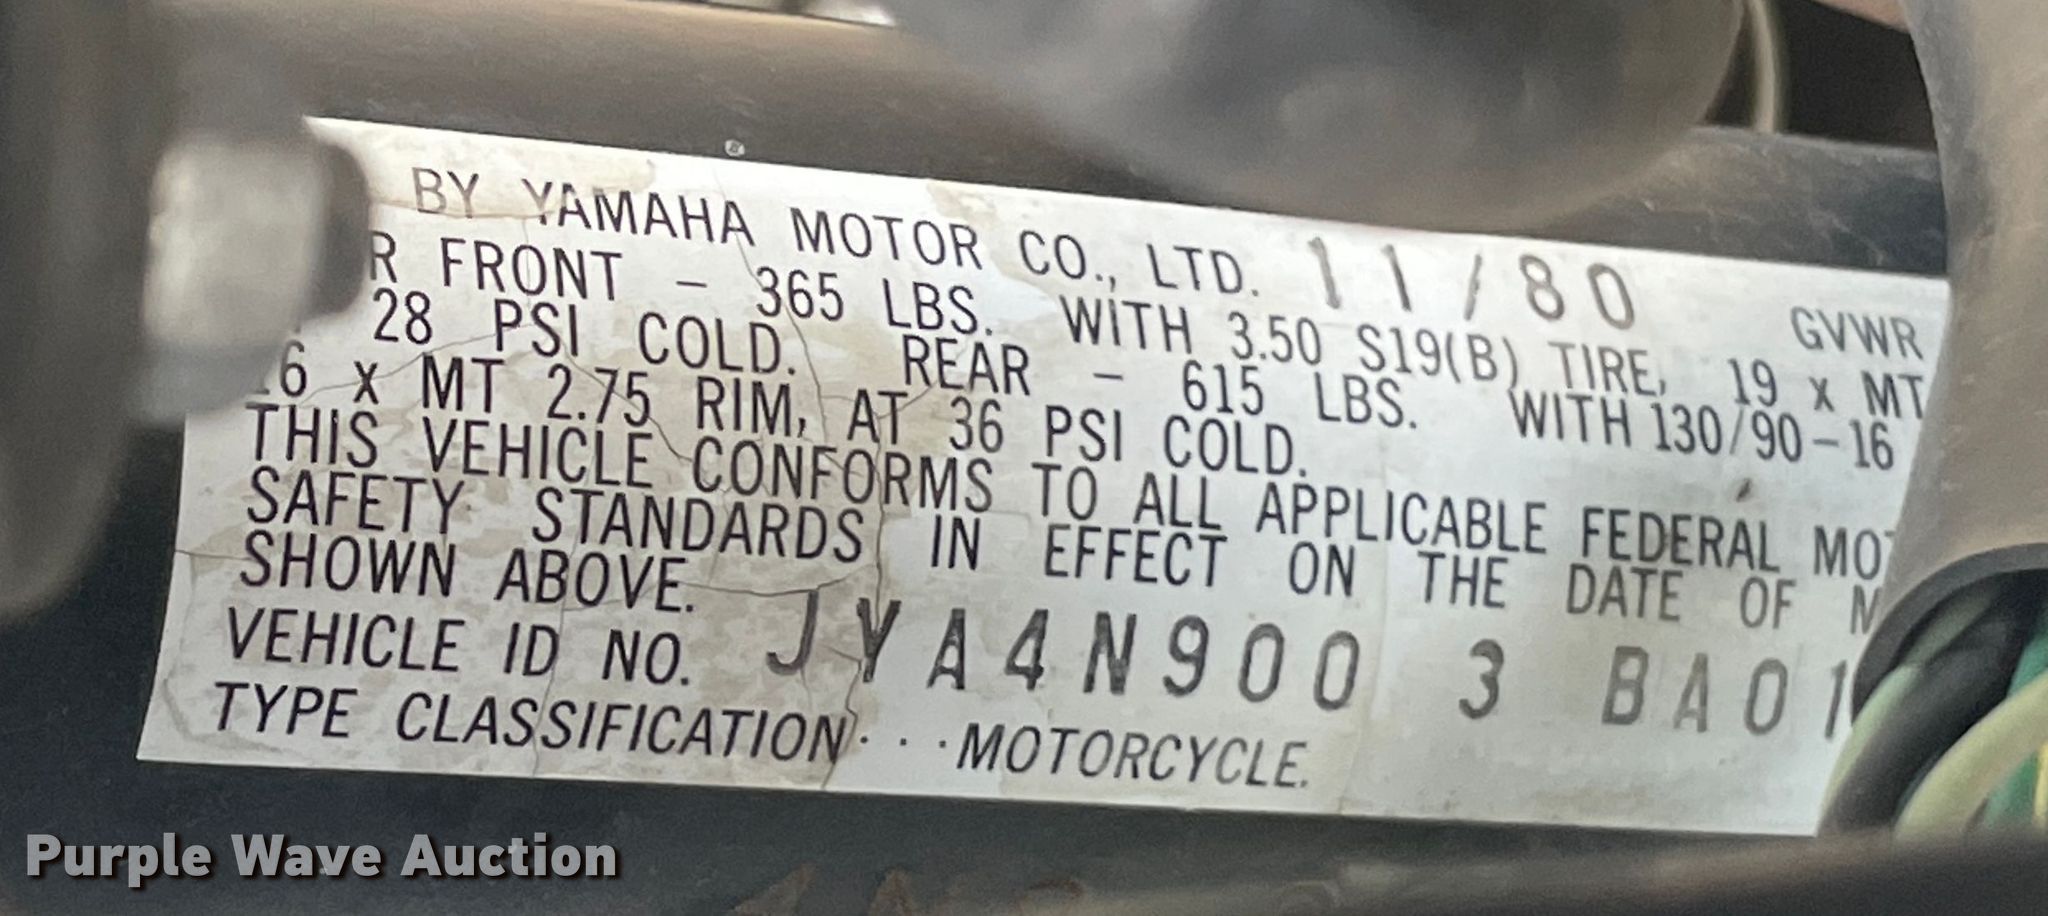 BY YAMAHA MOTOR CO., LTD. 11/80 GVWR
R FRONT - 365 LBS. WITH 3.50 S19(B) TIRE, 19 x MT
28 PSI COLD. REAR - 615 LBS. WITH 130/90-16
6 x MT 2.75 RIM, AT 36 PSI COLD.
THIS VEHICLE CONFORMS TO ALL APPLICABLE FEDERAL MOT
SAFETY STANDARDS IN EFFECT ON THE DATE OF M
SHOWN ABOVE.
VEHICLE ID NO. JYA4N900 3 BA01
TYPE CLASSIFICATION...MOTORCYCLE.
Purple Wave Auction